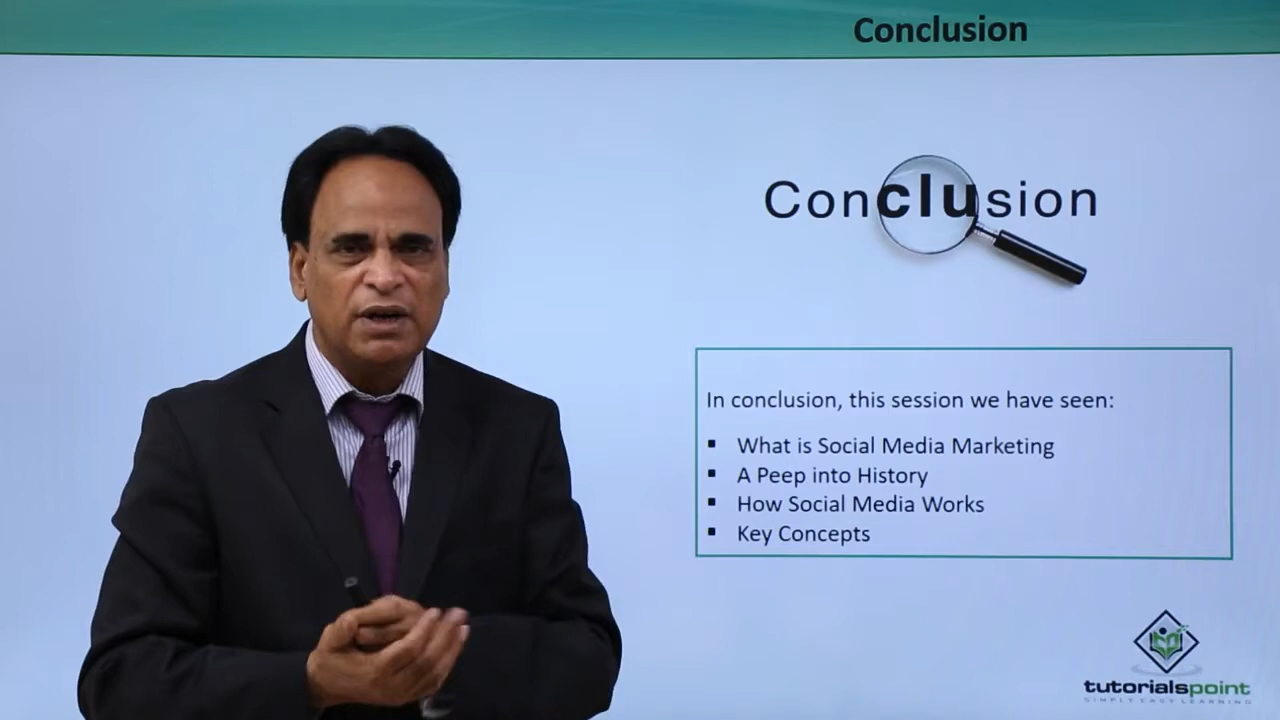 Conclusion
Conclusion
In conclusion, this session we have seen:
▪ What is Social Media Marketing
▪ A Peep into History
▪ How Social Media Works
▪ Key Concepts
tutorialspoint
SIMPLY EASY LEARNING